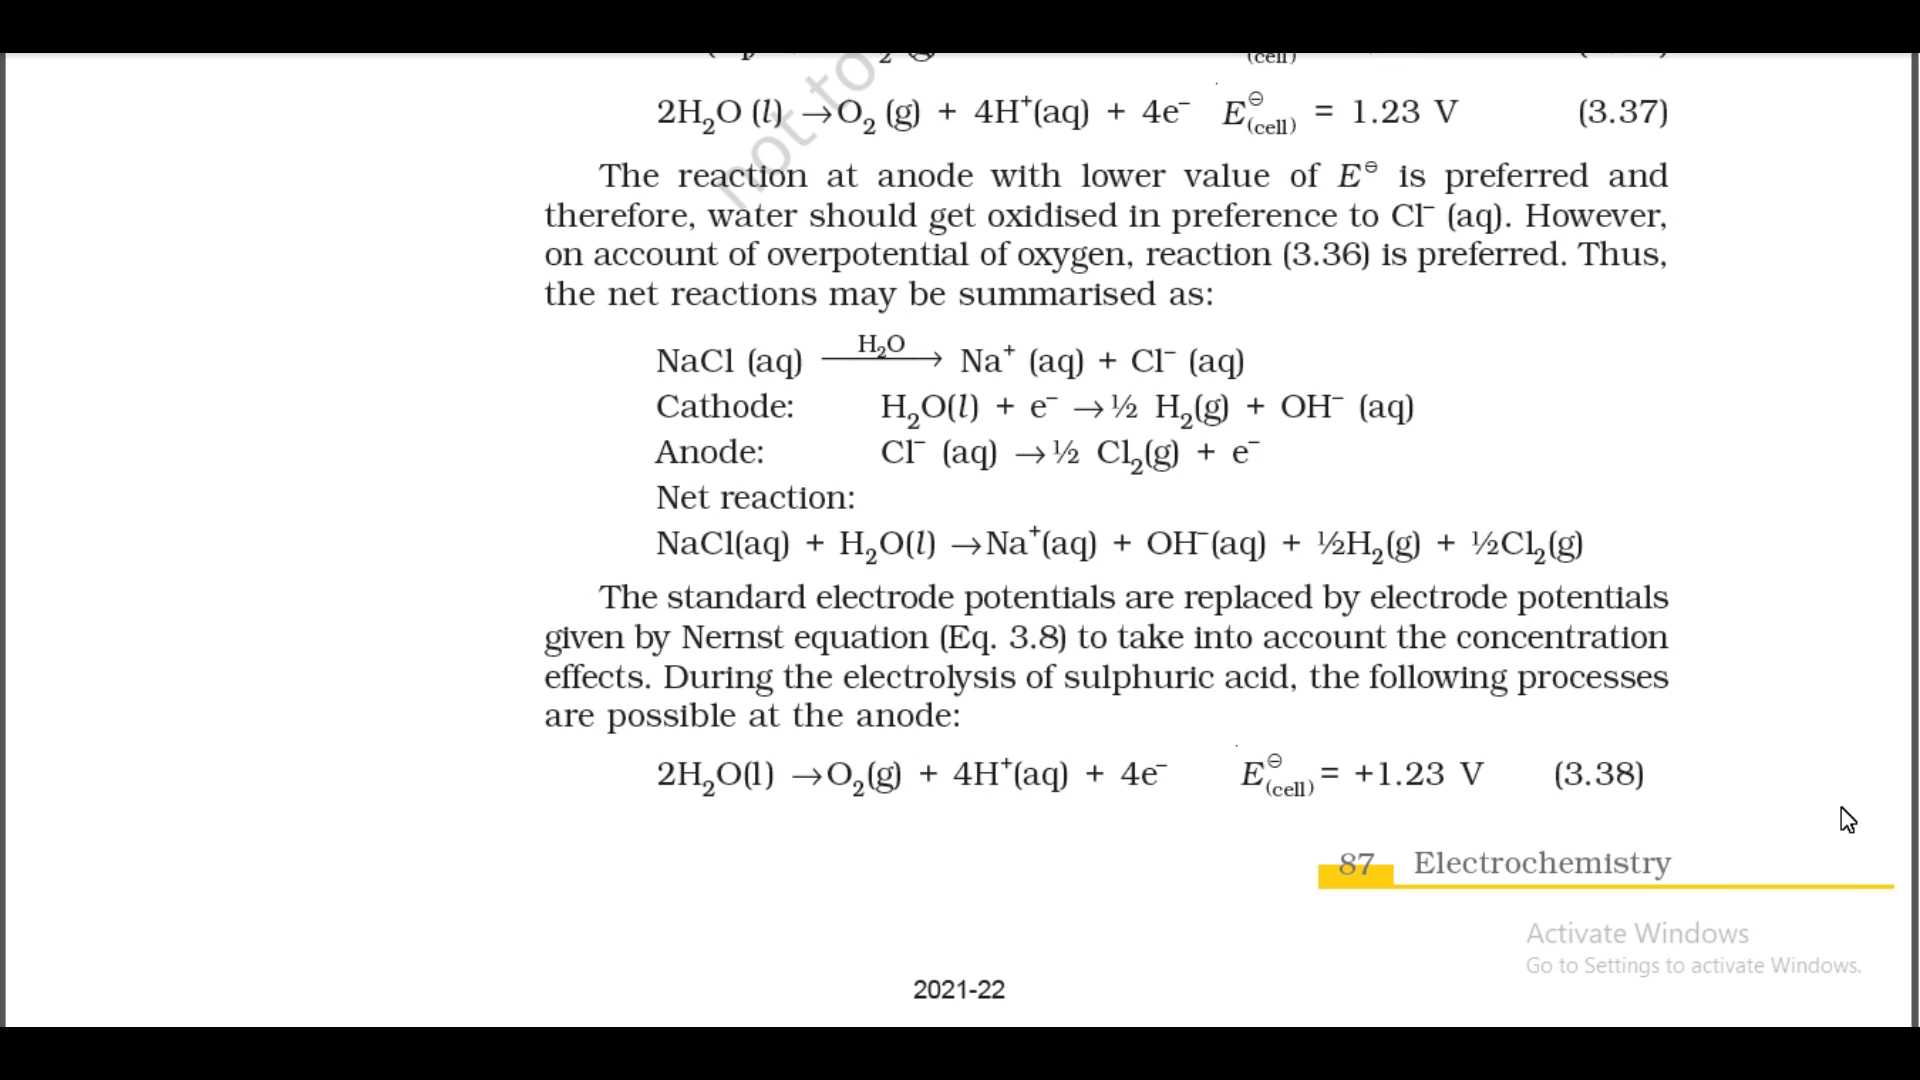 2H₂O (l) →O₂ (g) + 4H⁺(aq) + 4e⁻ E⊖(cell) = 1.23 V (3.37)
The reaction at anode with lower value of E⊖ is preferred and
therefore, water should get oxidised in preference to Cl⁻ (aq). However,
on account of overpotential of oxygen, reaction (3.36) is preferred. Thus,
the net reactions may be summarised as:
H₂O
NaCl (aq) ⟶ Na⁺ (aq) + Cl⁻ (aq)
Cathode: H₂O(l) + e⁻ →½ H₂(g) + OH⁻ (aq)
Anode: Cl⁻ (aq) →½ Cl₂(g) + e⁻
Net reaction:
NaCl(aq) + H₂O(l) →Na⁺(aq) + OH⁻(aq) + ½H₂(g) + ½Cl₂(g)
The standard electrode potentials are replaced by electrode potentials
given by Nernst equation (Eq. 3.8) to take into account the concentration
effects. During the electrolysis of sulphuric acid, the following processes
are possible at the anode:
2H₂O(l) →O₂(g) + 4H⁺(aq) + 4e⁻ E⊖(cell) = +1.23 V (3.38)
87 Electrochemistry
Activate Windows
Go to Settings to activate Windows.
2021-22
not to